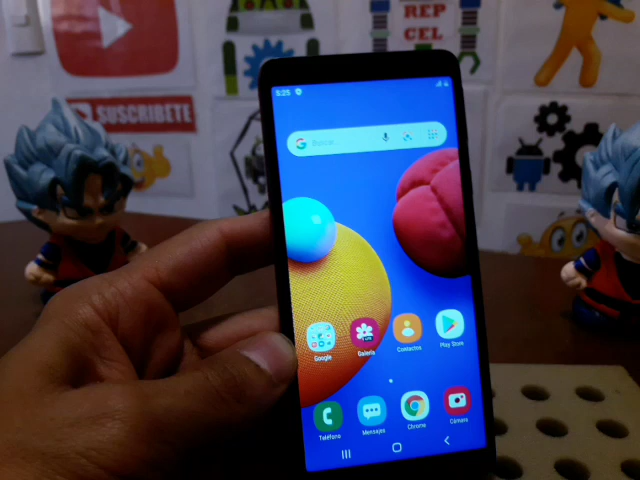 REP
CEL
SUSCRIBETE
5:25
G Buscar
Google
Galería
Contactos
Play Store
Teléfono
Mensajes
Chrome
Cámara